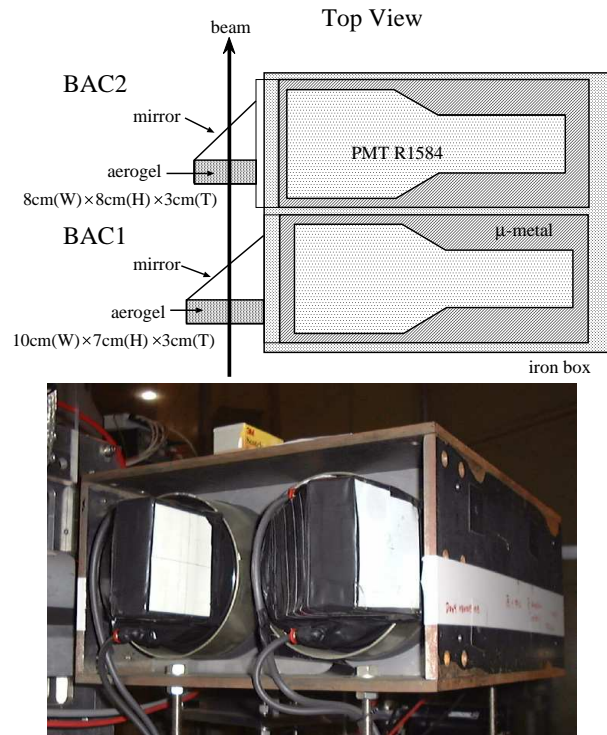 Top View
beam
BAC2
mirror
PMT R1584
aerogel
8cm(W)×8cm(H)×3cm(T)
BAC1
μ-metal
mirror
aerogel
10cm(W)×7cm(H)×3cm(T)
iron box
3M